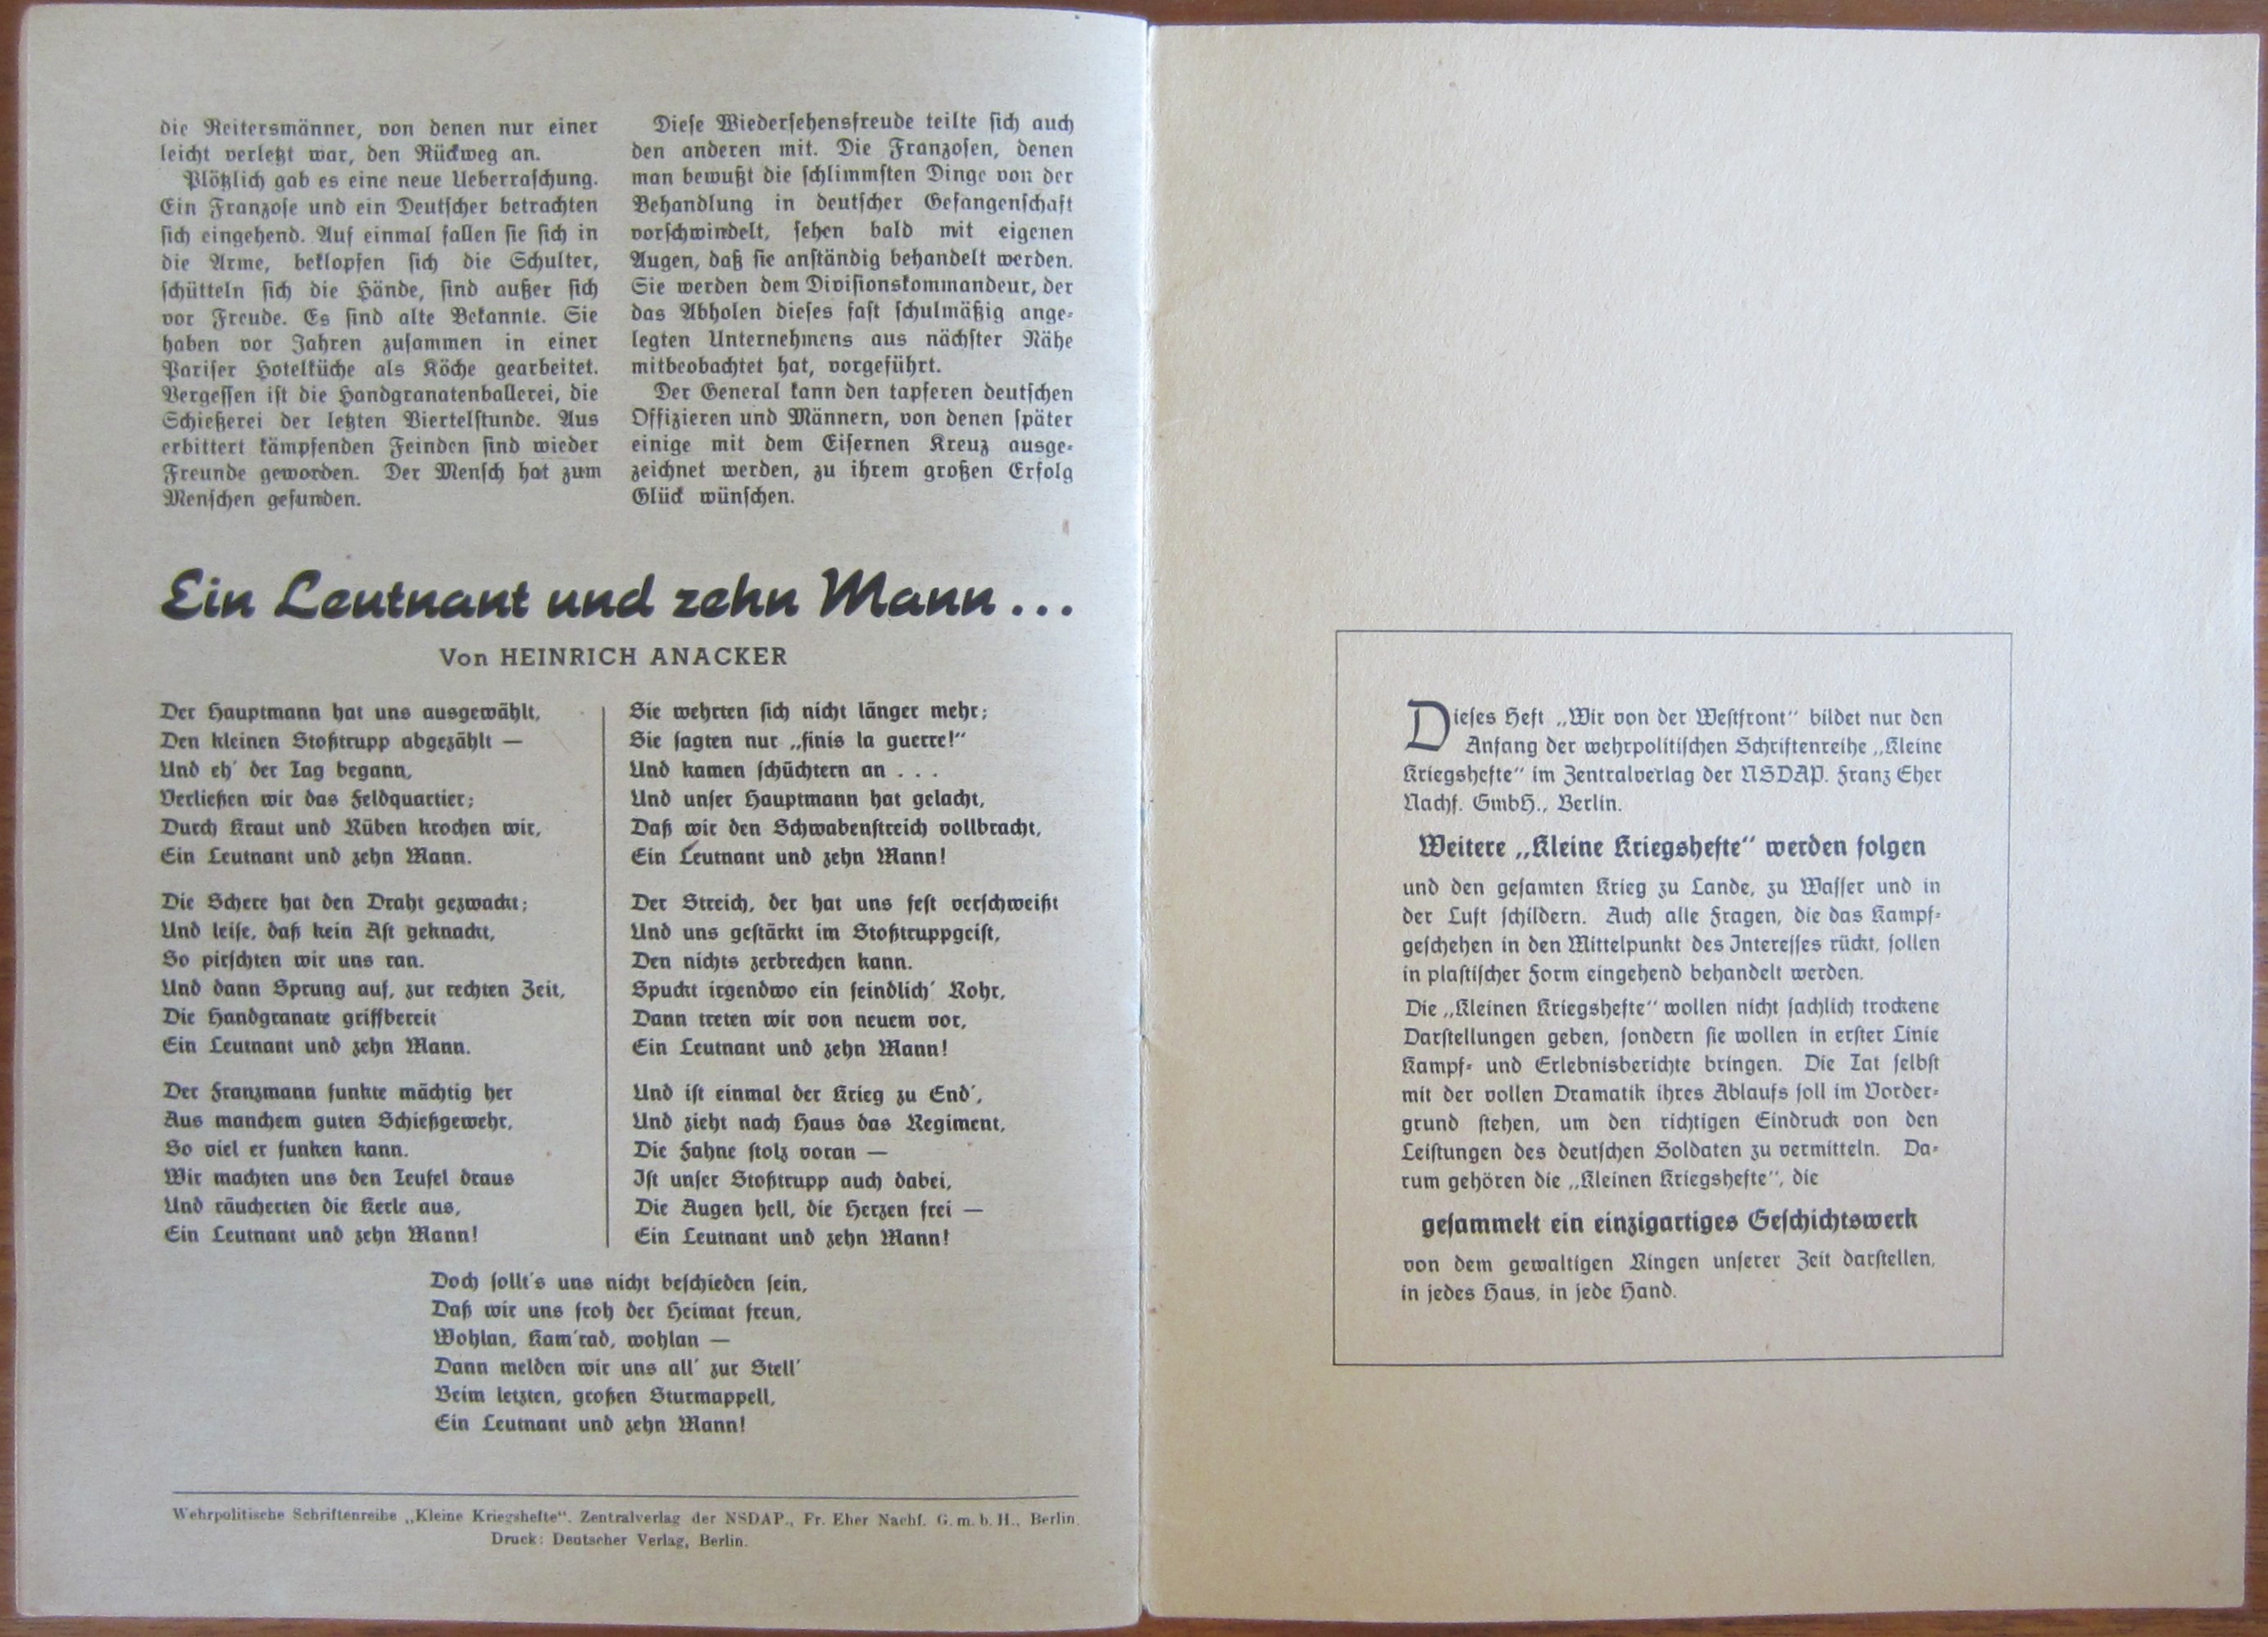 die Reitersmänner, von denen nur einer
leicht verletzt war, den Rückweg an.
Plötzlich gab es eine neue Ueberraschung.
Ein Franzose und ein Deutscher betrachten
sich eingehend. Auf einmal fallen sie sich in
die Arme, beklopfen sich die Schulter,
schütteln sich die Hände, sind außer sich
vor Freude. Es sind alte Bekannte. Sie
haben vor Jahren zusammen in einer
Pariser Hotelküche als Köche gearbeitet.
Vergessen ist die Handgranatenballerei, die
Schießerei der letzten Viertelstunde. Aus
erbittert kämpfenden Feinden sind wieder
Freunde geworden. Der Mensch hat zum
Menschen gefunden.
Diese Wiedersehensfreude teilte sich auch
den anderen mit. Die Franzosen, denen
man bewußt die schlimmsten Dinge von der
Behandlung in deutscher Gefangenschaft
vorschwindelt, sehen bald mit eigenen
Augen, daß sie anständig behandelt werden.
Sie werden dem Divisionskommandeur, der
das Abholen dieses fast schulmäßig ange-
legten Unternehmens aus nächster Nähe
mitbeobachtet hat, vorgeführt.
Der General kann den tapferen deutschen
Offizieren und Männern, von denen später
einige mit dem Eisernen Kreuz ausge-
zeichnet werden, zu ihrem großen Erfolg
Glück wünschen.
Ein Leutnant und zehn Mann...
Von HEINRICH ANACKER
Der Hauptmann hat uns ausgewählt,
Den kleinen Stoßtrupp abgezählt —
Und eh' der Tag begann,
Verließen wir das Feldquartier;
Durch Kraut und Rüben krochen wir,
Ein Leutnant und zehn Mann.
Die Schere hat den Draht gezwackt;
Und leise, daß kein Ast geknackt,
So pirschten wir uns ran.
Und dann Sprung auf, zur rechten Zeit,
Die Handgranate griffbereit
Ein Leutnant und zehn Mann.
Der Franzmann funkte mächtig her
Aus manchem guten Schießgewehr,
So viel er funken kann.
Wir machten uns den Teufel draus
Und räucherten die Kerle aus,
Ein Leutnant und zehn Mann!
Sie wehrten sich nicht länger mehr;
Sie sagten nur „finis la guerre!“
Und kamen schüchtern an . . .
Und unser Hauptmann hat gelacht,
Daß wir den Schwabenstreich vollbracht,
Ein Leutnant und zehn Mann!
Der Streich, der hat uns fest verschweißt
Und uns gestärkt im Stoßtruppgeist,
Den nichts zerbrechen kann.
Spuckt irgendwo ein feindlich' Rohr,
Dann treten wir von neuem vor,
Ein Leutnant und zehn Mann!
Und ist einmal der Krieg zu End',
Und zieht nach Haus das Regiment,
Die Fahne stolz voran —
Ist unser Stoßtrupp auch dabei,
Die Augen hell, die Herzen frei —
Ein Leutnant und zehn Mann!
Doch sollt's uns nicht beschieden sein,
Daß wir uns froh der Heimat freun,
Wohlan, Kam'rad, wohlan —
Dann melden wir uns all' zur Stell'
Beim letzten, großen Sturmappell,
Ein Leutnant und zehn Mann!
Wehrpolitische Schriftenreihe „Kleine Kriegshefte“. Zentralverlag der NSDAP., Fr. Eher Nachf. G. m. b. H., Berlin.
Druck: Deutscher Verlag, Berlin.
Dieses Heft „Wir von der Westfront“ bildet nur den
Anfang der wehrpolitischen Schriftenreihe „Kleine
Kriegshefte“ im Zentralverlag der NSDAP. Franz Eher
Nachf. GmbH., Berlin.
Weitere „Kleine Kriegshefte“ werden folgen
und den gesamten Krieg zu Lande, zu Wasser und in
der Luft schildern. Auch alle Fragen, die das Kampf-
geschehen in den Mittelpunkt des Interesses rückt, sollen
in plastischer Form eingehend behandelt werden.
Die „Kleinen Kriegshefte“ wollen nicht sachlich trockene
Darstellungen geben, sondern sie wollen in erster Linie
Kampf- und Erlebnisberichte bringen. Die Tat selbst
mit der vollen Dramatik ihres Ablaufs soll im Vorder-
grund stehen, um den richtigen Eindruck von den
Leistungen des deutschen Soldaten zu vermitteln. Da-
rum gehören die „Kleinen Kriegshefte“, die
gesammelt ein einzigartiges Geschichtswerk
von dem gewaltigen Ringen unserer Zeit darstellen,
in jedes Haus, in jede Hand.